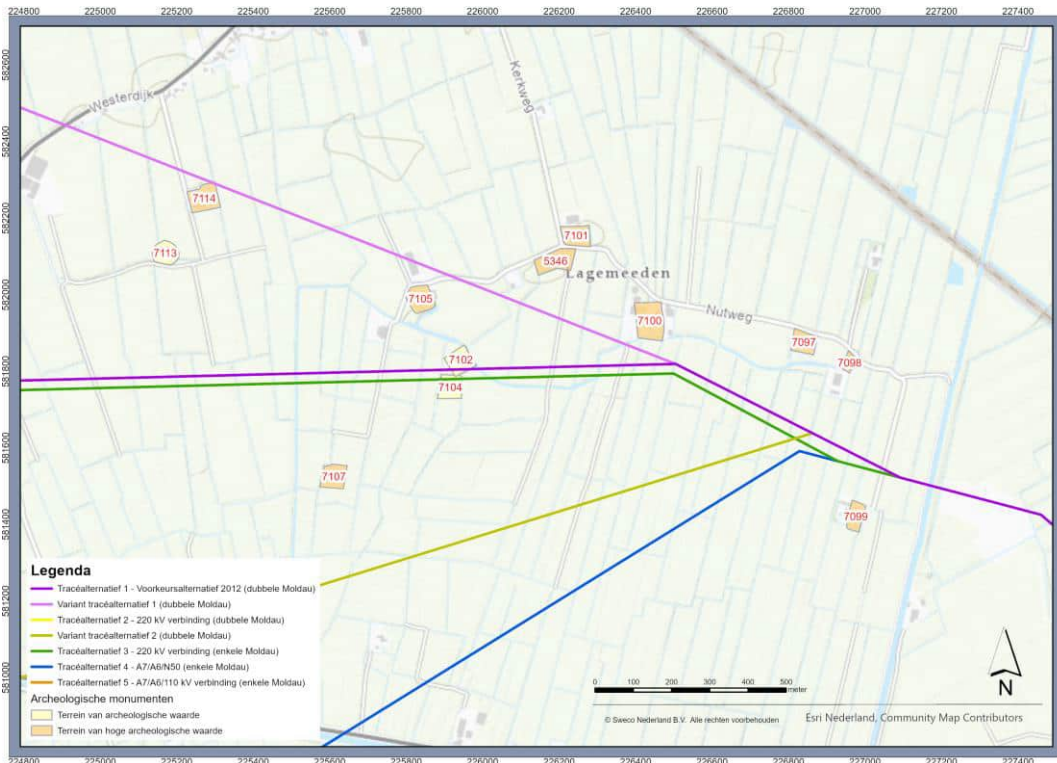 224800 225000 225200 225400 225600 225800 226000 226200 226400 226600 226800 227000 227200 227400
582600
582400
582200
582000
581800
581600
581400
581200
581000
Westerdijk
Kerkweg
7114
7113
7101
5346
Lagemeeden
7105
7100
Nutweg
7097
7098
7102
7104
7107
7099
Legenda
Tracéalternatief 1 - Voorkeursalternatief 2012 (dubbele Moldau)
Variant tracéalternatief 1 (dubbele Moldau)
Tracéalternatief 2 - 220 kV verbinding (dubbele Moldau)
Variant tracéalternatief 2 (dubbele Moldau)
Tracéalternatief 3 - 220 kV verbinding (enkele Moldau)
Tracéalternatief 4 - A7/A6/N50 (enkele Moldau)
Tracéalternatief 5 - A7/A6/110 kV verbinding (enkele Moldau)
Archeologische monumenten
Terrein van archeologische waarde
Terrein van hoge archeologische waarde
0 100 200 300 400 500
meter
N
© Sweco Nederland B.V. Alle rechten voorbehouden
Esri Nederland, Community Map Contributors
224800 225000 225200 225400 225600 225800 226000 226200 226400 226600 226800 227000 227200 227400